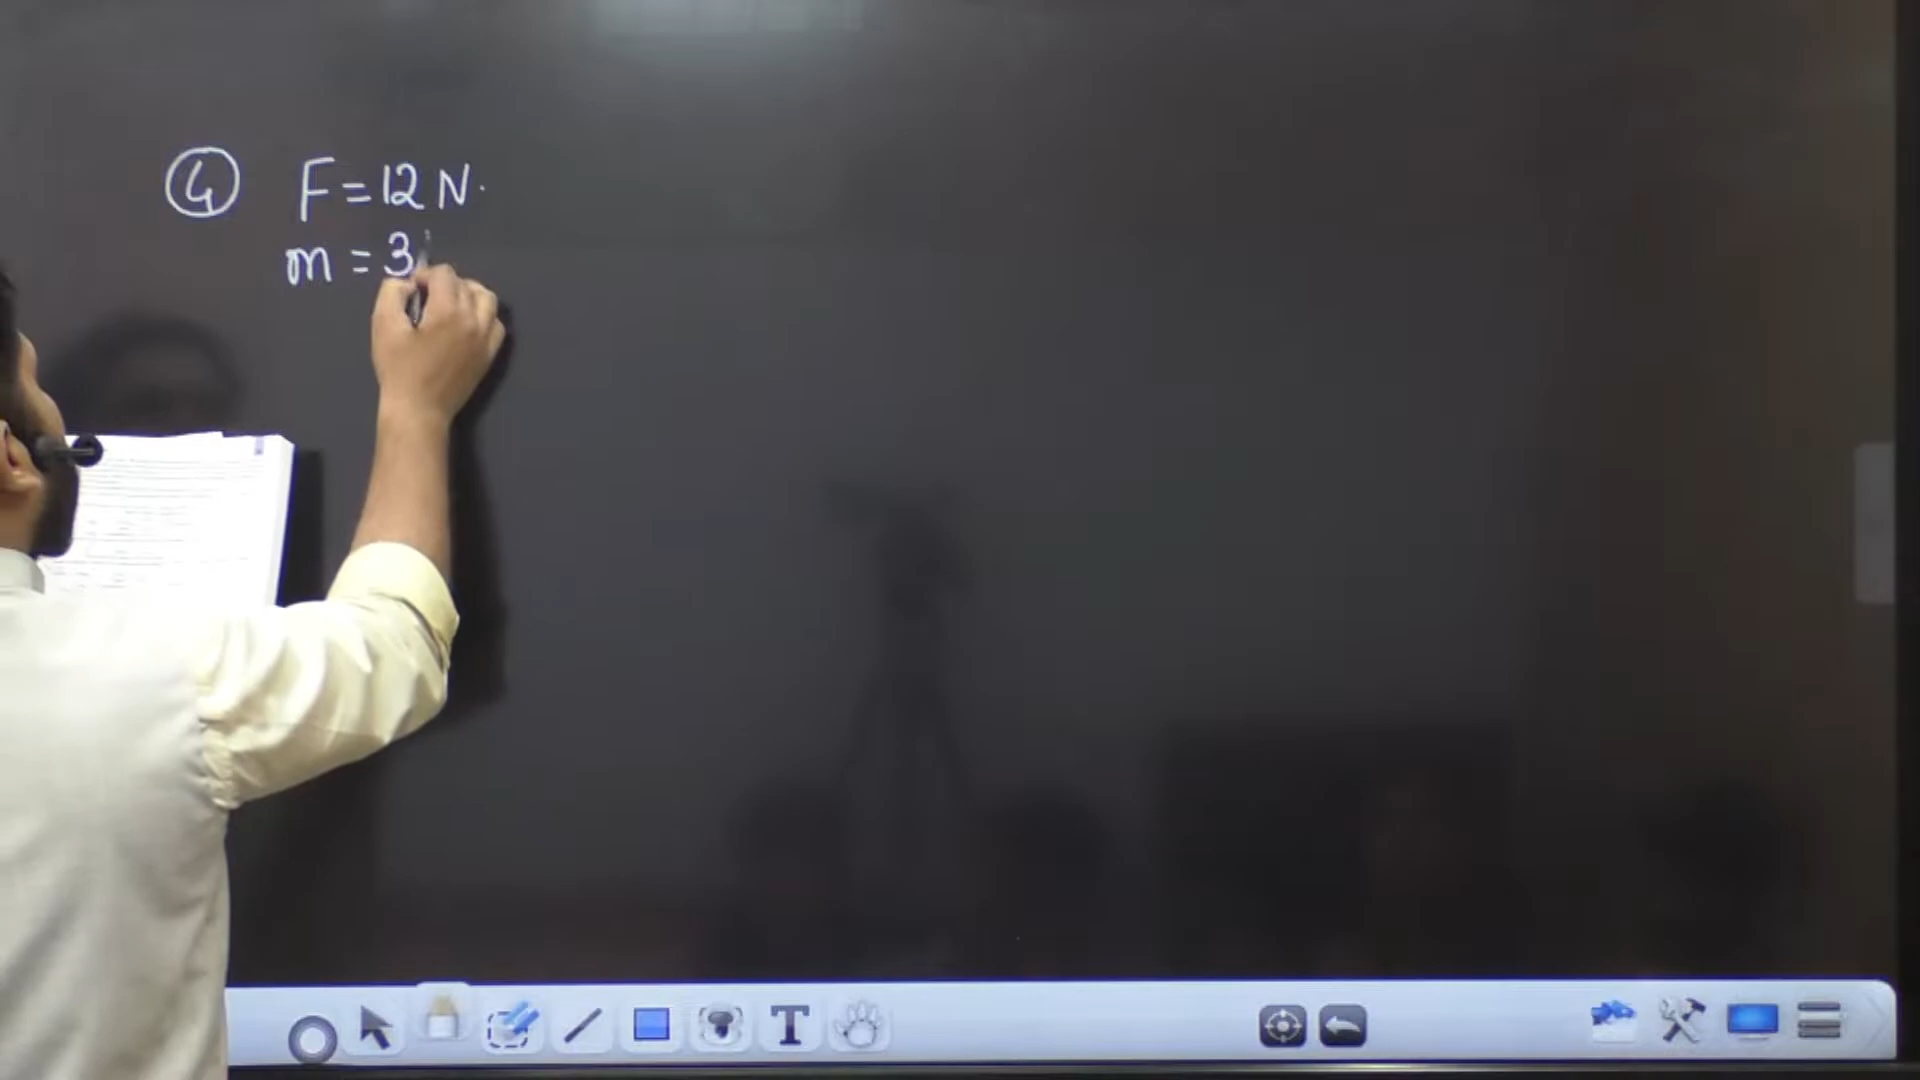 ④ F = 12 N.
m = 3
T